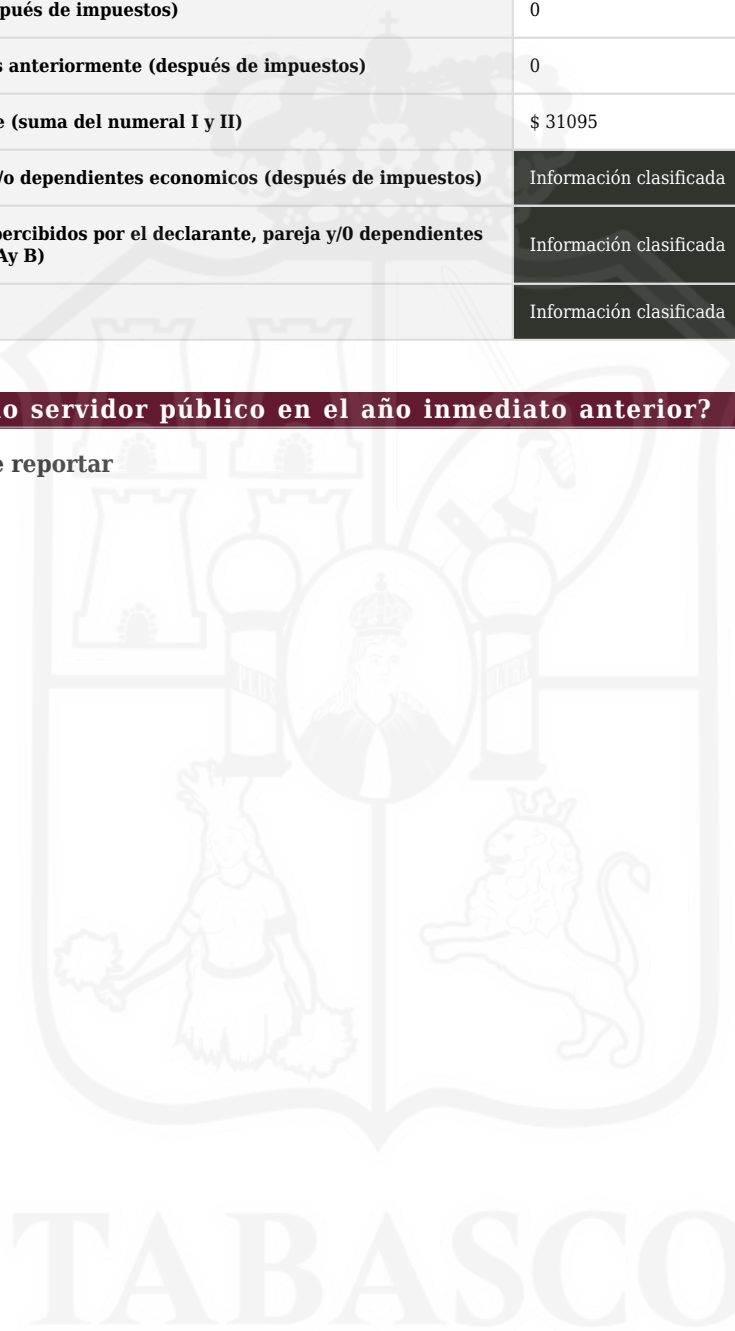 pués de impuestos) 0
s anteriormente (después de impuestos) 0
e (suma del numeral I y II) $ 31095
/o dependientes economicos (después de impuestos) Información clasificada
percibidos por el declarante, pareja y/0 dependientes
Ay B) Información clasificada
Información clasificada
o servidor público en el año inmediato anterior?
e reportar
PLUS ULTRA
TABASCO